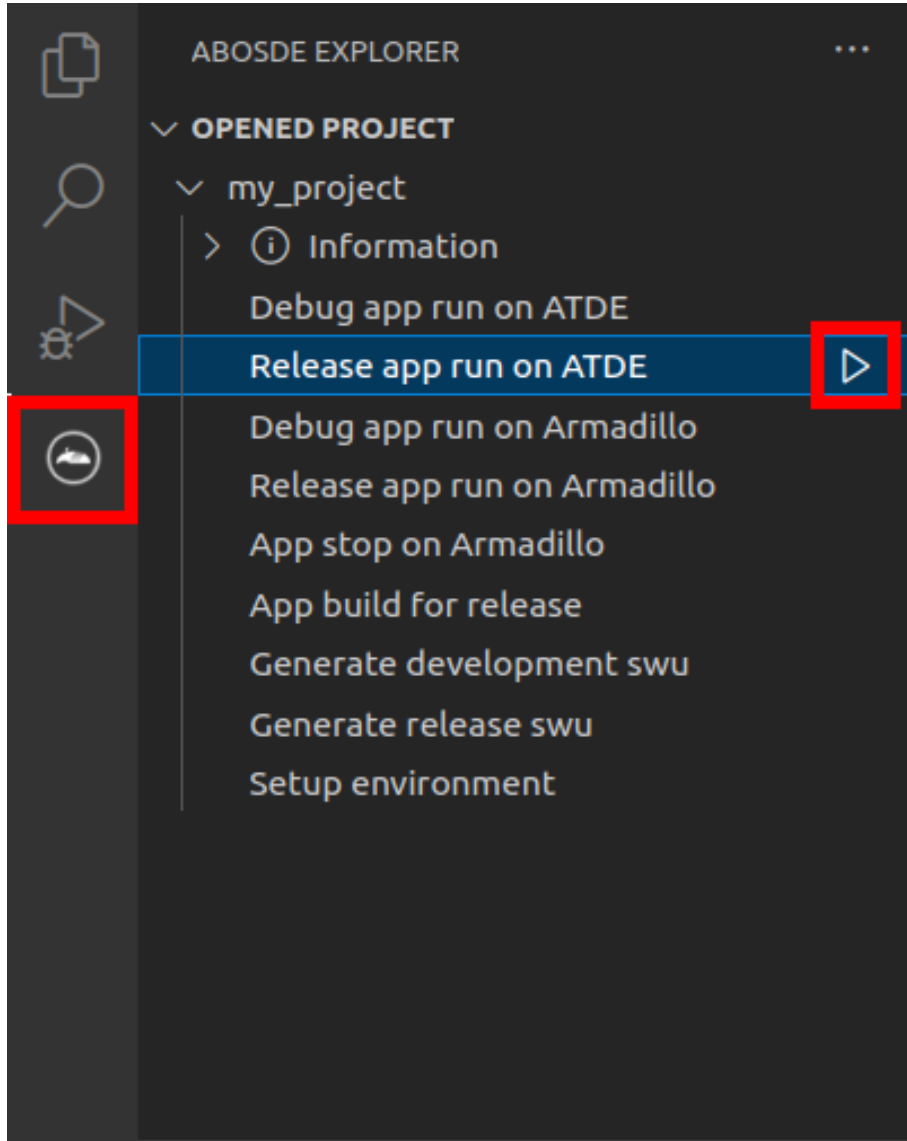 ABOSDE EXPLORER
OPENED PROJECT
my_project
Information
Debug app run on ATDE
Release app run on ATDE
Debug app run on Armadillo
Release app run on Armadillo
App stop on Armadillo
App build for release
Generate development swu
Generate release swu
Setup environment